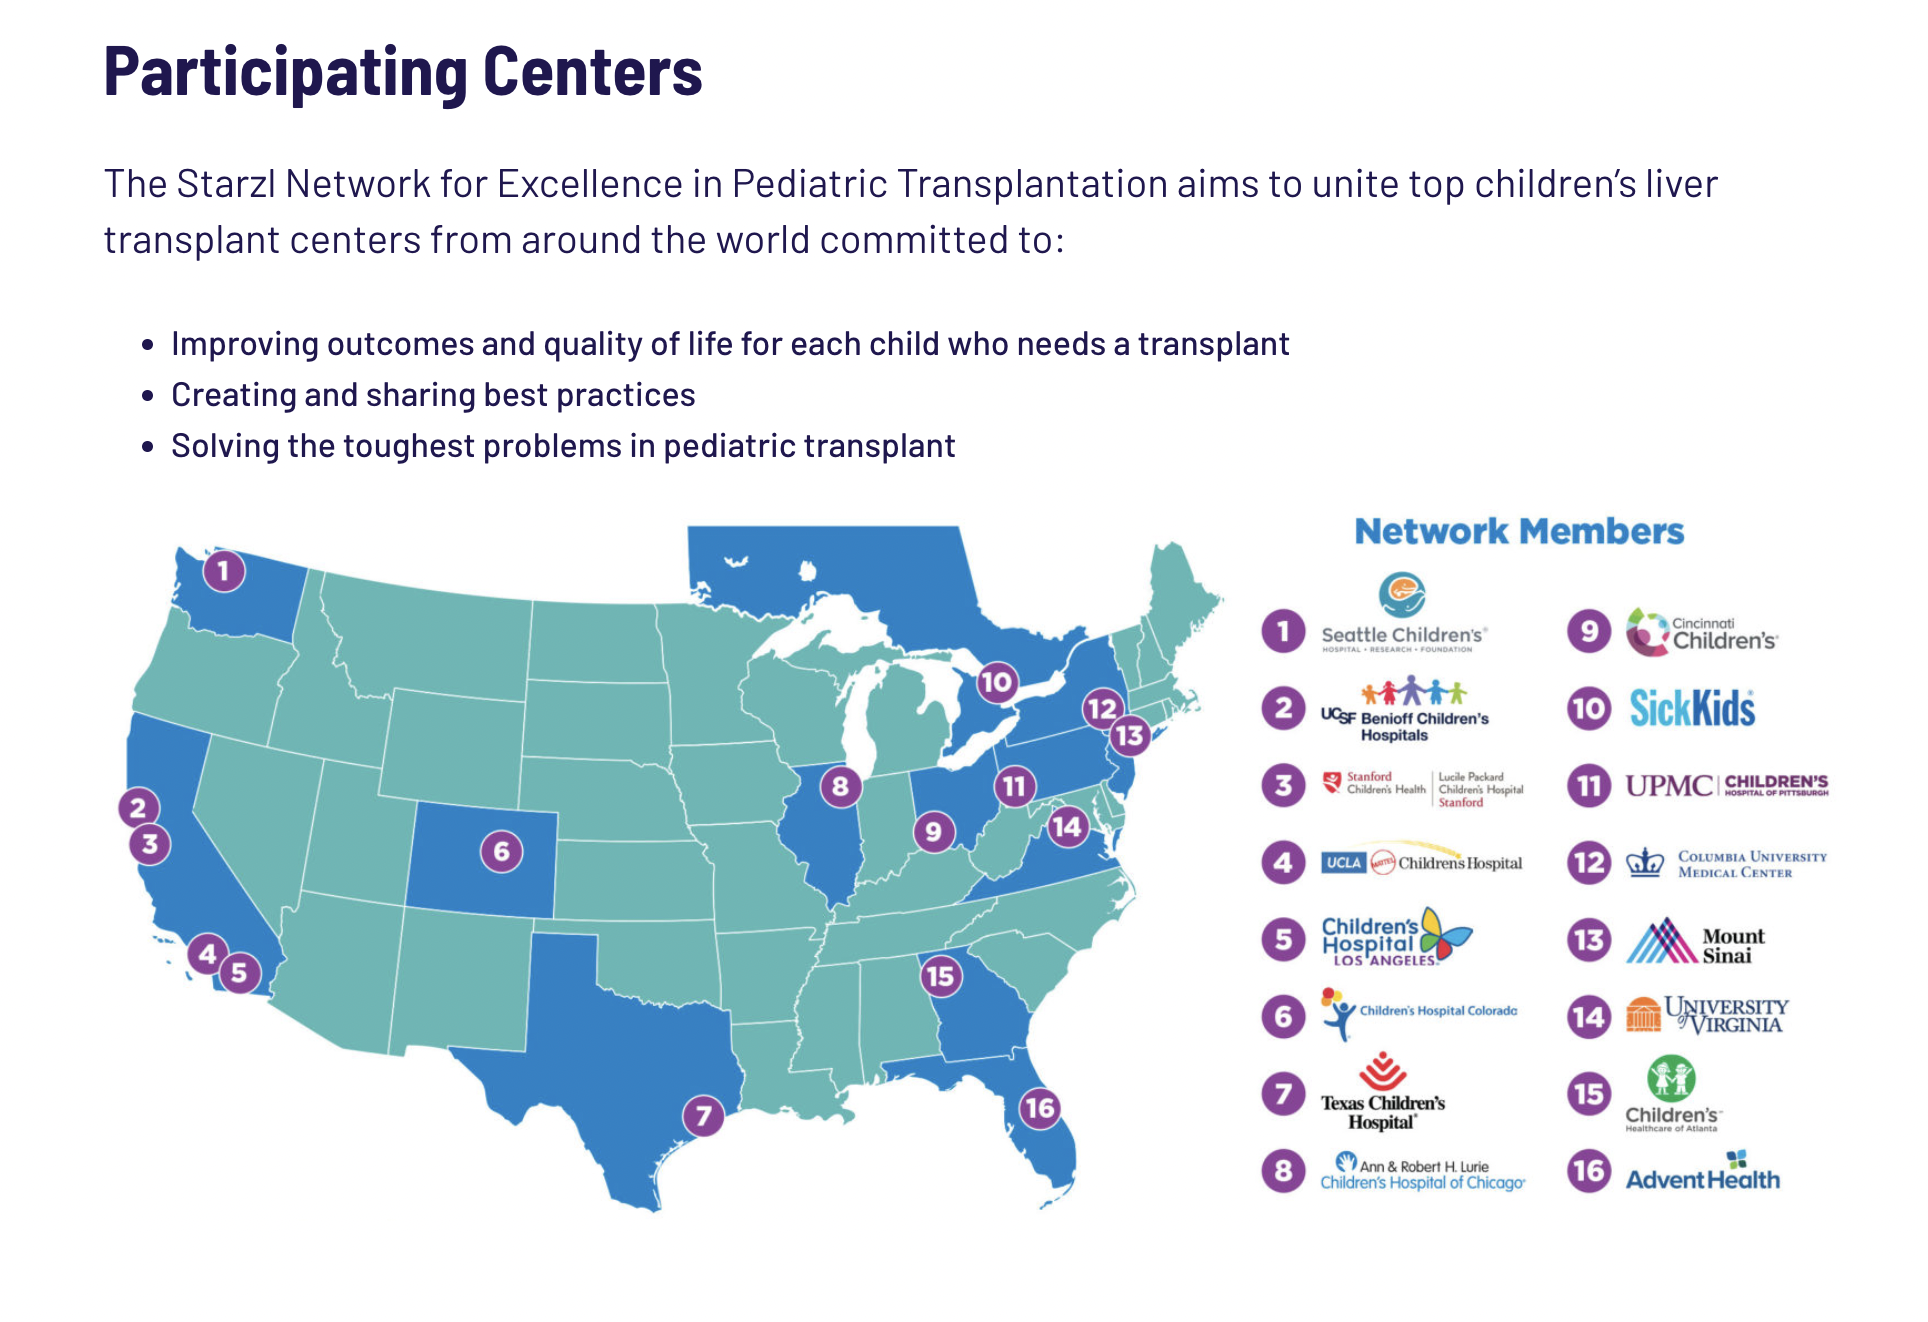 Participating Centers
The Starzl Network for Excellence in Pediatric Transplantation aims to unite top children’s liver
transplant centers from around the world committed to:
Improving outcomes and quality of life for each child who needs a transplant
Creating and sharing best practices
Solving the toughest problems in pediatric transplant
1
2
3
4
5
6
7
8
9
10
11
12
13
14
15
16
Network Members
1
Seattle Children's®
HOSPITAL • RESEARCH • FOUNDATION
2
UCSF Benioff Children's
Hospitals
3
Stanford
Children's Health
Lucile Packard
Children's Hospital
Stanford
4
UCLA MATTEL Childrens Hospital
5
Children's
Hospital
LOS ANGELES
6
Children's Hospital Colorado
7
Texas Children's
Hospital®
8
Ann & Robert H. Lurie
Children's Hospital of Chicago
9
Cincinnati
Children's
10
SickKids
11
UPMC CHILDREN'S
HOSPITAL OF PITTSBURGH
12
COLUMBIA UNIVERSITY
MEDICAL CENTER
13
Mount
Sinai
14
UNIVERSITY
of VIRGINIA
15
Children's
Healthcare of Atlanta
16
AdventHealth